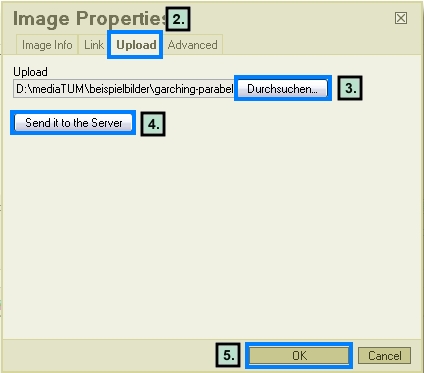 Image Properties 2.
Image Info Link Upload Advanced
Upload
D:\mediaTUM\beispielbilder\garching-parabel Durchsuchen... 3.
Send it to the Server 4.
5. OK Cancel